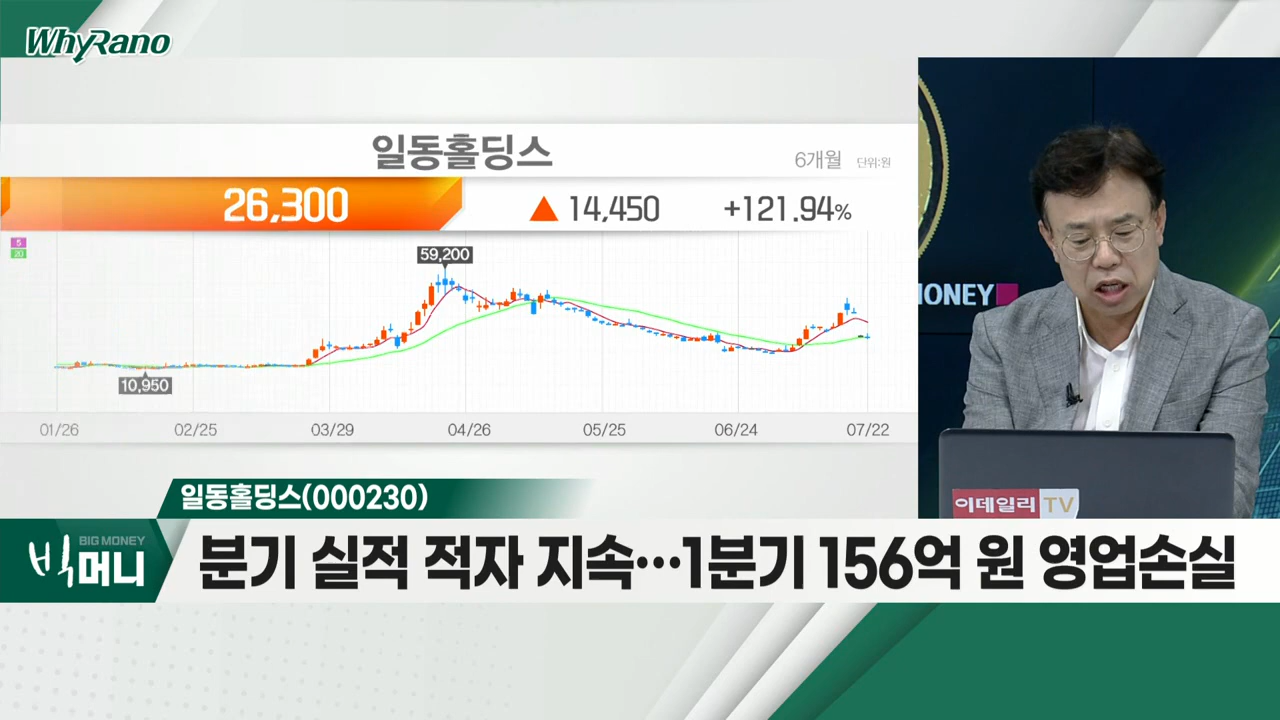 WhyRano
일동홀딩스
6개월 단위:원
26,300 ▲ 14,450 +121.94%
5
20
59,200
10,950
01/26 02/25 03/29 04/26 05/25 06/24 07/22
MONEY
이데일리 TV
일동홀딩스(000230)
BIG MONEY
빅머니
분기 실적 적자 지속…1분기 156억 원 영업손실